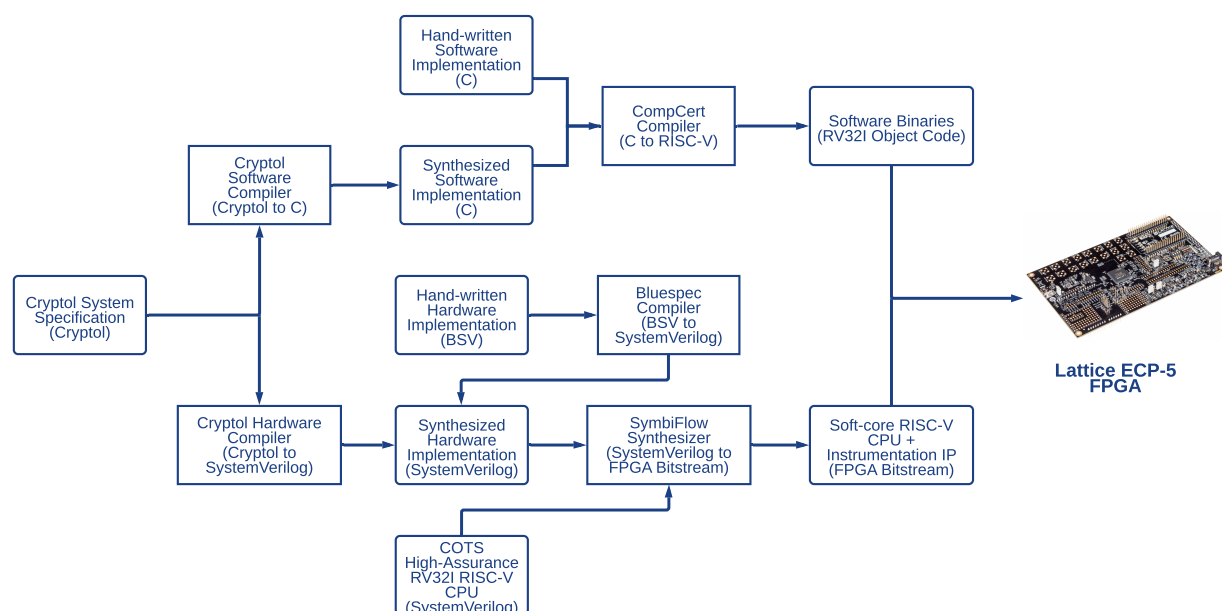 Hand-written
Software
Implementation
(C)
CompCert
Compiler
(C to RISC-V)
Software Binaries
(RV32I Object Code)
Cryptol
Software
Compiler
(Cryptol to C)
Synthesized
Software
Implementation
(C)
Cryptol System
Specification
(Cryptol)
Hand-written
Hardware
Implementation
(BSV)
Bluespec
Compiler
(BSV to
SystemVerilog)
Lattice ECP-5
FPGA
Cryptol Hardware
Compiler
(Cryptol to
SystemVerilog)
Synthesized
Hardware
Implementation
(SystemVerilog)
SymbiFlow
Synthesizer
(SystemVerilog to
FPGA Bitstream)
Soft-core RISC-V
CPU +
Instrumentation IP
(FPGA Bitstream)
COTS
High-Assurance
RV32I RISC-V
CPU
(SystemVerilog)